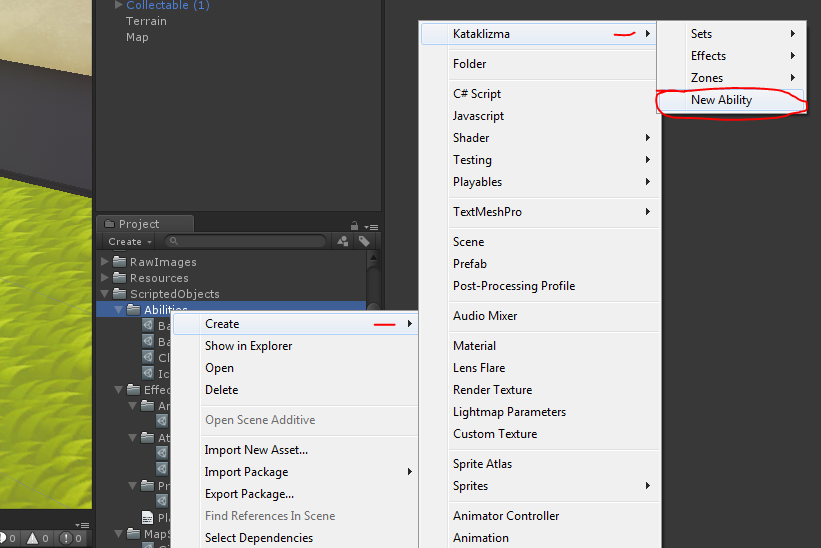 Collectable (1)
Terrain
Map
Project
Create
RawImages
Resources
ScriptedObjects
Abilities
Ba
Ba
Cl
Ic
Effec
Ar
At
Pr
Pla
MapS
0
0
0
Create
Show in Explorer
Open
Delete
Open Scene Additive
Import New Asset...
Import Package
Export Package...
Find References In Scene
Select Dependencies
Kataklizma
Folder
C# Script
Javascript
Shader
Testing
Playables
TextMeshPro
Scene
Prefab
Post-Processing Profile
Audio Mixer
Material
Lens Flare
Render Texture
Lightmap Parameters
Custom Texture
Sprite Atlas
Sprites
Animator Controller
Animation
Sets
Effects
Zones
New Ability